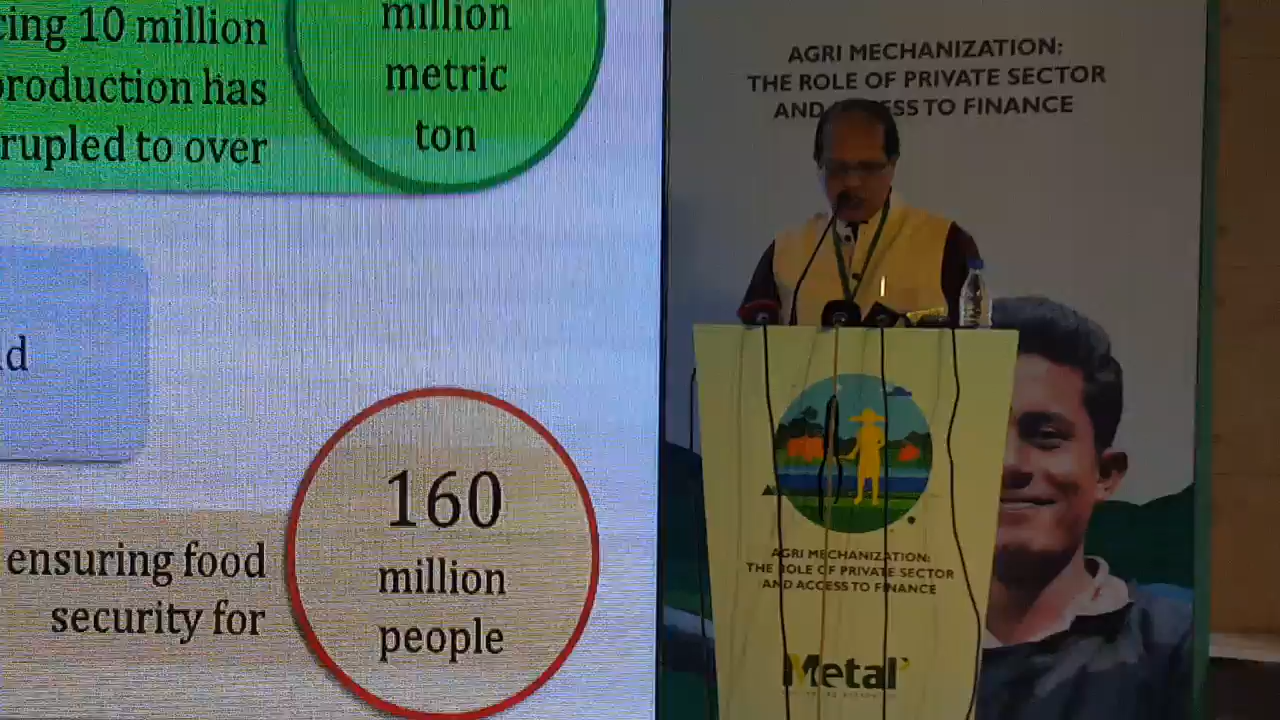 cing 10 million
production has
rupled to over
million
metric
ton
d
ensuring food
security for
160
million
people
AGRI MECHANIZATION:
THE ROLE OF PRIVATE SECTOR
AND ACCESS TO FINANCE
AGRI MECHANIZATION:
THE ROLE OF PRIVATE SECTOR
AND ACCESS TO FINANCE
Metal